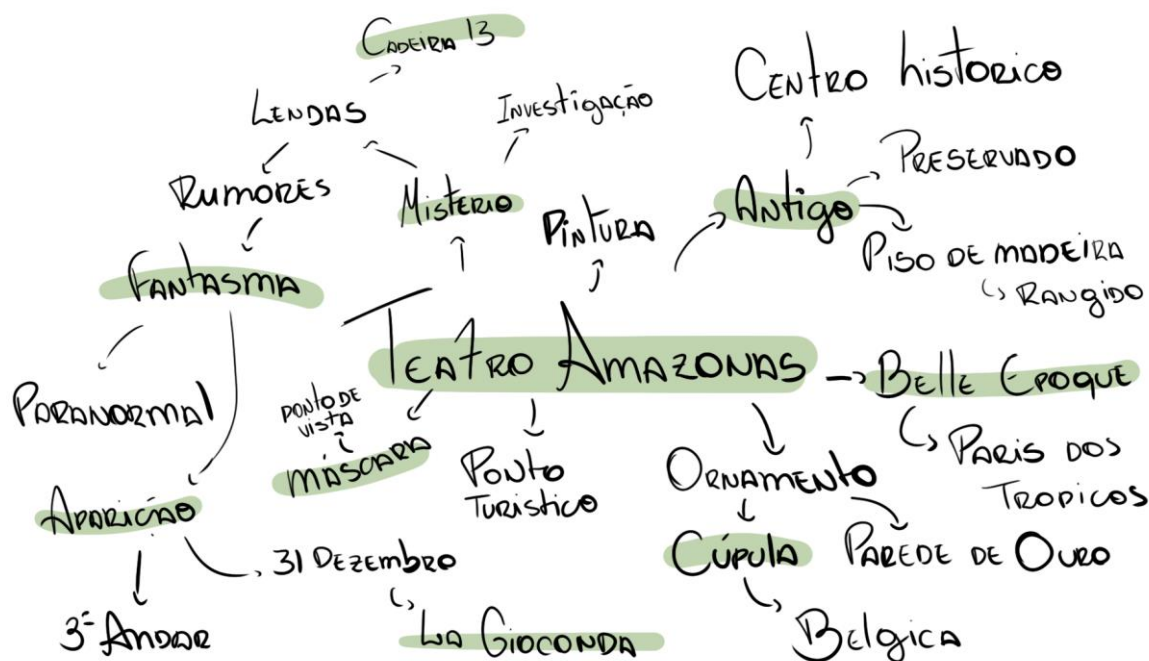 CADEIRA 13
LENDAS
INVESTIGAÇÃO
CENTRO HISTORICO
PRESERVADO
RUMORES
MISTERIO
PINTURA
ANTIGO
PISO DE MADEIRA
RANGIDO
FANTASMA
TEATRO AMAZONAS
BELLE EPOQUE
PARANORMAL
PONTO DE
VISTA
MÁSCARA
PONTO
TURISTICO
ORNAMENTO
PARIS DOS
TROPICOS
APARIÇÃO
31 DEZEMBRO
CÚPULA
PAREDE DE OURO
3º ANDAR
LA GIOCONDA
BELGICA